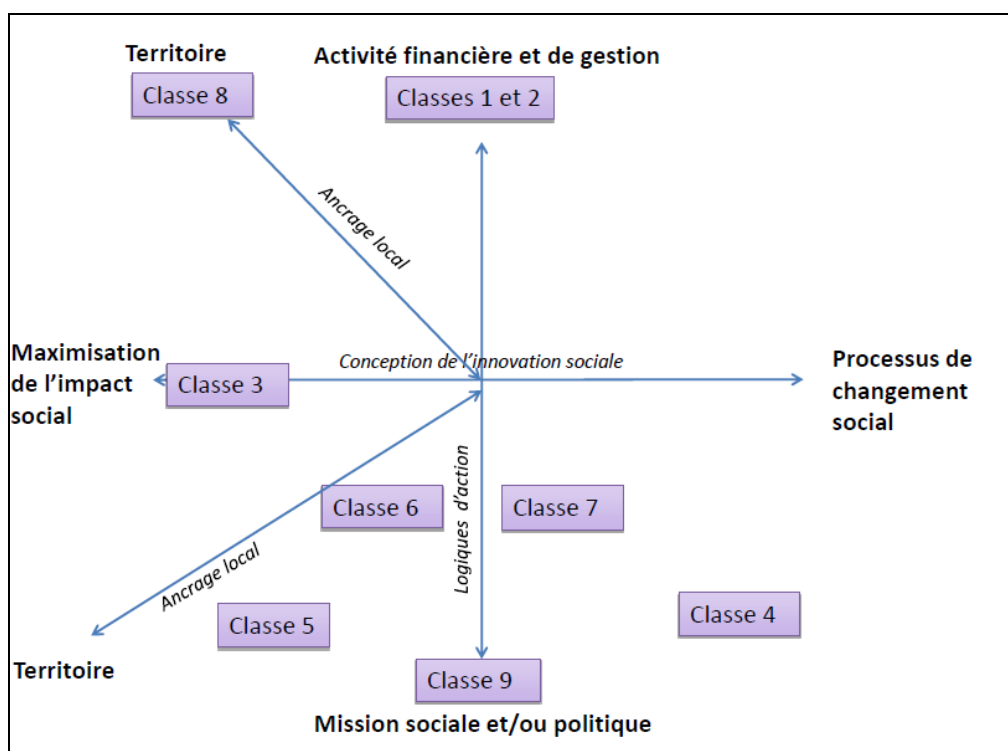 Territoire
Activité financière et de gestion
Classe 8
Classes 1 et 2
Ancrage local
Maximisation
de l'impact
social
Conception de l'innovation sociale
Classe 3
Processus de
changement
social
Classe 6
Classe 7
Logiques d'action
Ancrage local
Classe 5
Classe 4
Territoire
Classe 9
Mission sociale et/ou politique